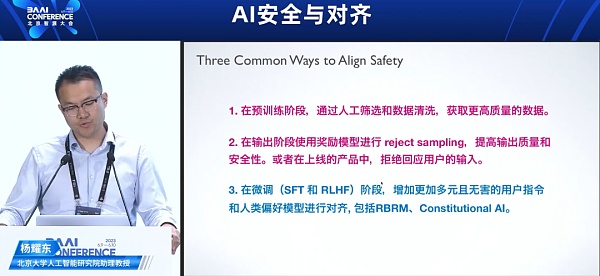 BAAI
CONFERENCE
北京智源大会
AI安全与对齐
Three Common Ways to Align Safety
1. 在预训练阶段，通过人工筛选和数据清洗，获取更高质量的数据。
2. 在输出阶段使用奖励模型进行 reject sampling，提高输出质量和
安全性。或者在上线的产品中，拒绝回应用户的输入。
3. 在微调（SFT 和 RLHF）阶段，增加更加多元且无害的用户指令
和人类偏好模型进行对齐, 包括RBRM、Constitutional AI。
杨耀东
北京大学人工智能研究院助理教授
BAAI 2023
CONFERENCE